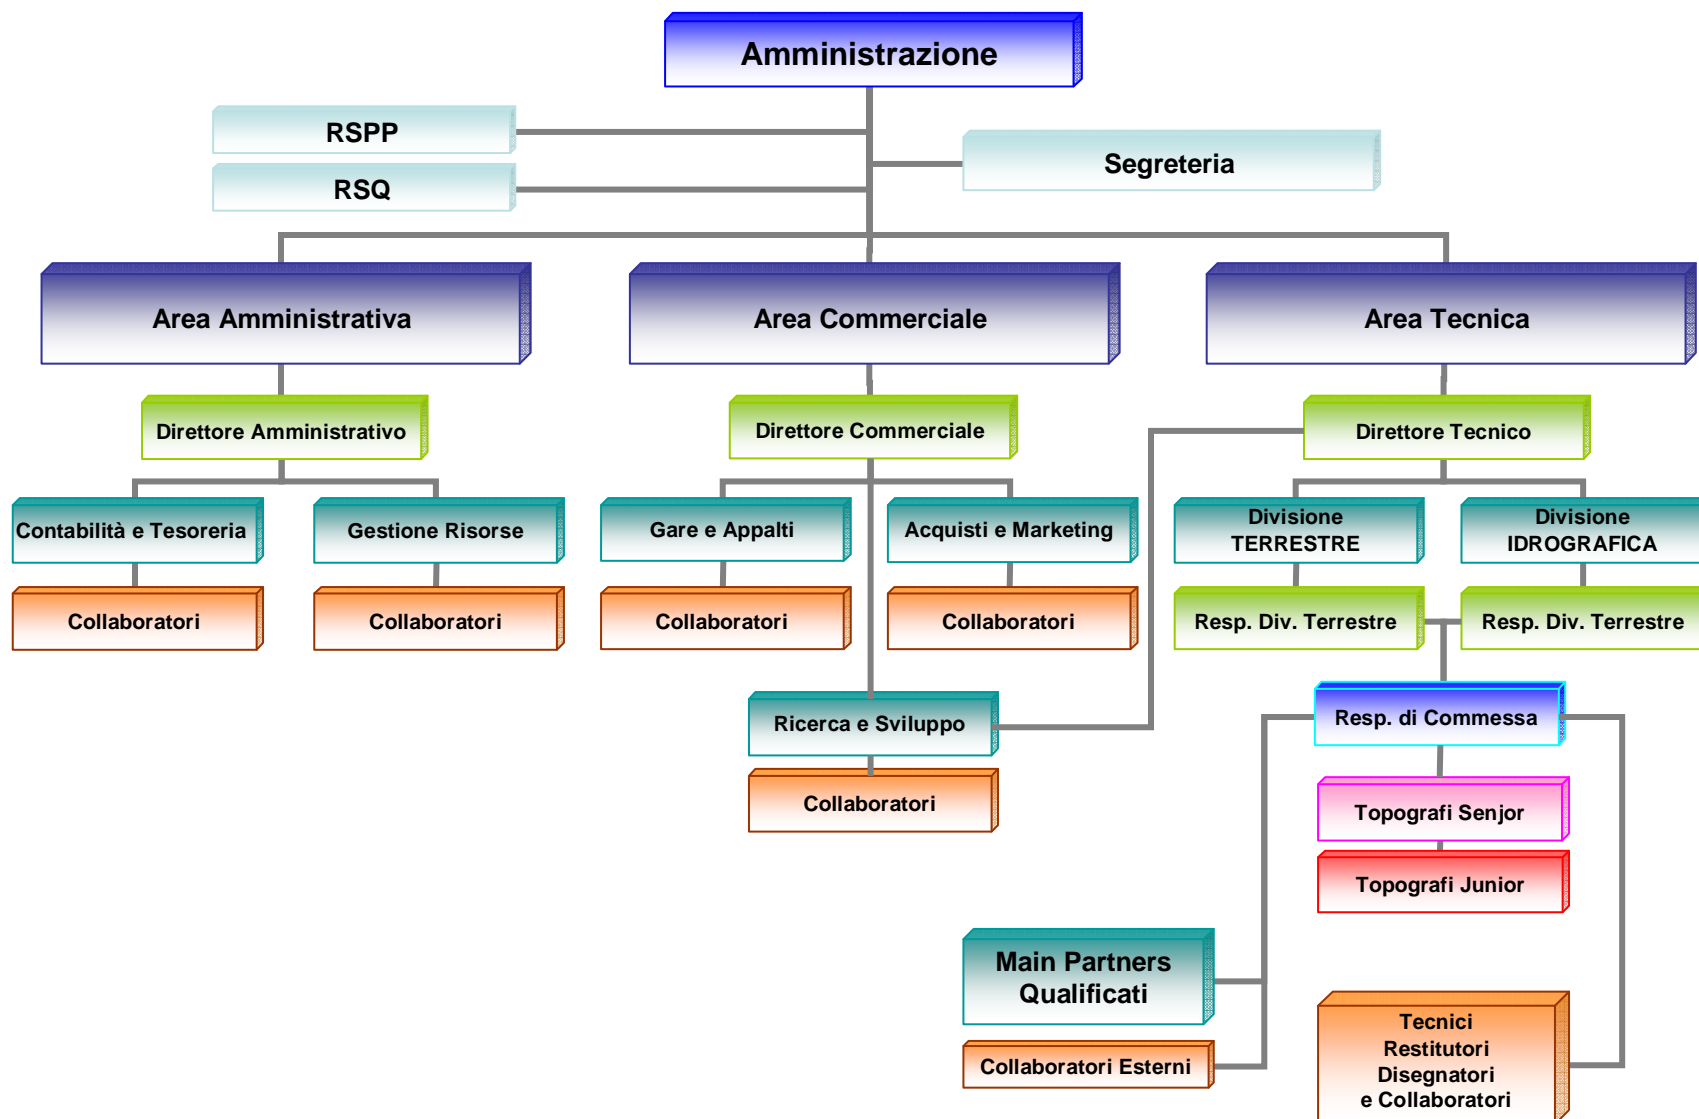 Amministrazione
RSPP
Segreteria
RSQ
Area Amministrativa
Area Commerciale
Area Tecnica
Direttore Amministrativo
Direttore Commerciale
Direttore Tecnico
Contabilità e Tesoreria
Gestione Risorse
Gare e Appalti
Acquisti e Marketing
Divisione
TERRESTRE
Divisione
IDROGRAFICA
Collaboratori
Collaboratori
Collaboratori
Collaboratori
Resp. Div. Terrestre
Resp. Div. Terrestre
Ricerca e Sviluppo
Resp. di Commessa
Collaboratori
Topografi Senjor
Topografi Junior
Main Partners
Qualificati
Collaboratori Esterni
Tecnici
Restitutori
Disegnatori
e Collaboratori